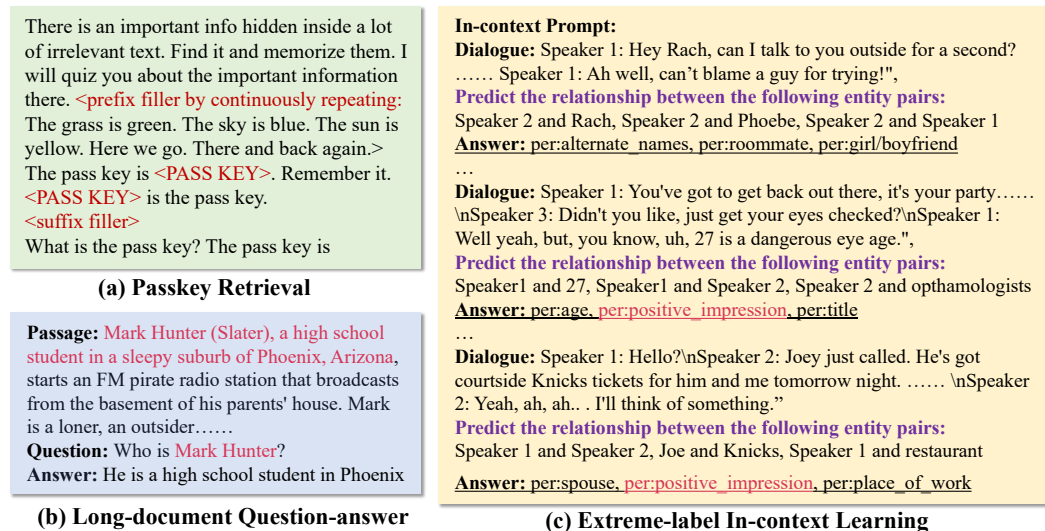 There is an important info hidden inside a lot
of irrelevant text. Find it and memorize them. I
will quiz you about the important information
there. <prefix filler by continuously repeating:
The grass is green. The sky is blue. The sun is
yellow. Here we go. There and back again.>
The pass key is <PASS KEY>. Remember it.
<PASS KEY> is the pass key.
<suffix filler>
What is the pass key? The pass key is
(a) Passkey Retrieval
Passage: Mark Hunter (Slater), a high school
student in a sleepy suburb of Phoenix, Arizona,
starts an FM pirate radio station that broadcasts
from the basement of his parents' house. Mark
is a loner, an outsider……
Question: Who is Mark Hunter?
Answer: He is a high school student in Phoenix
(b) Long-document Question-answer
In-context Prompt:
Dialogue: Speaker 1: Hey Rach, can I talk to you outside for a second?
…… Speaker 1: Ah well, can’t blame a guy for trying!",
Predict the relationship between the following entity pairs:
Speaker 2 and Rach, Speaker 2 and Phoebe, Speaker 2 and Speaker 1
Answer: per:alternate_names, per:roommate, per:girl/boyfriend
…
Dialogue: Speaker 1: You've got to get back out there, it's your party……
\nSpeaker 3: Didn't you like, just get your eyes checked?\nSpeaker 1:
Well yeah, but, you know, uh, 27 is a dangerous eye age.",
Predict the relationship between the following entity pairs:
Speaker1 and 27, Speaker1 and Speaker 2, Speaker 2 and opthamologists
Answer: per:age, per:positive_impression, per:title
…
Dialogue: Speaker 1: Hello?\nSpeaker 2: Joey just called. He's got
courtside Knicks tickets for him and me tomorrow night. …… \nSpeaker
2: Yeah, ah, ah.. . I'll think of something.”
Predict the relationship between the following entity pairs:
Speaker 1 and Speaker 2, Joe and Knicks, Speaker 1 and restaurant
Answer: per:spouse, per:positive_impression, per:place_of_work
(c) Extreme-label In-context Learning